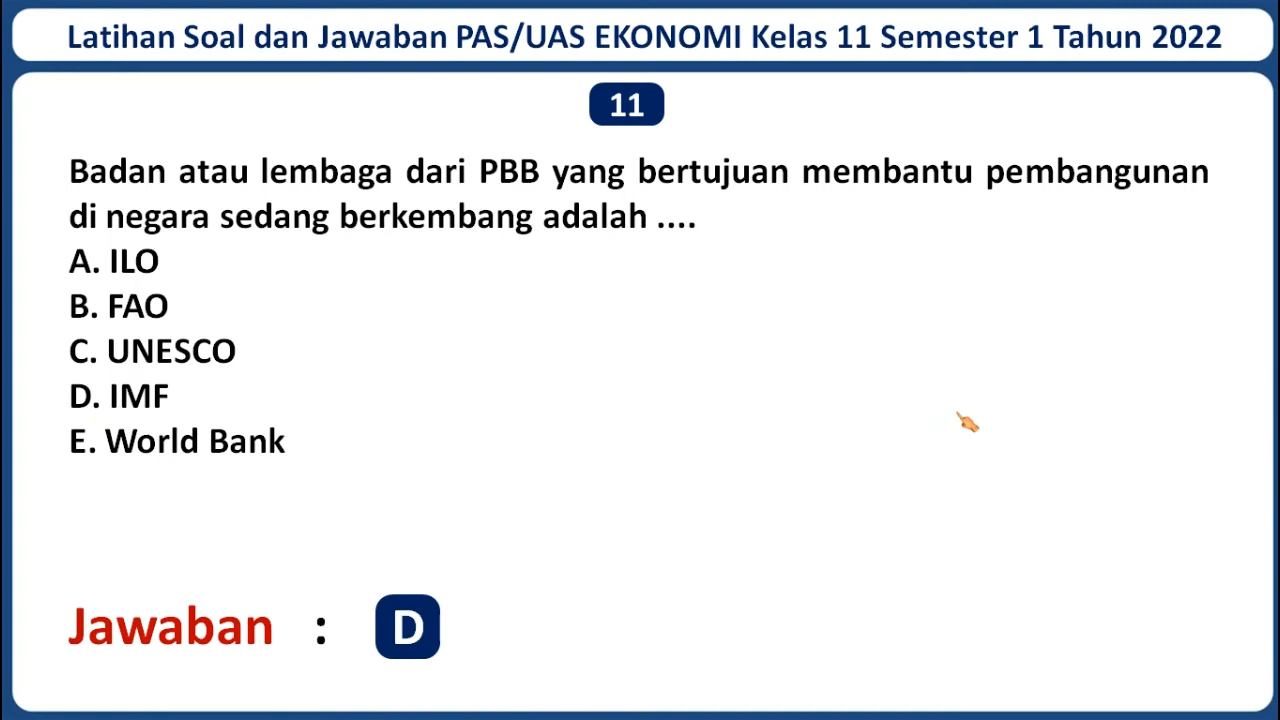 Latihan Soal dan Jawaban PAS/UAS EKONOMI Kelas 11 Semester 1 Tahun 2022
11
Badan atau lembaga dari PBB yang bertujuan membantu pembangunan
di negara sedang berkembang adalah ....
A. ILO
B. FAO
C. UNESCO
D. IMF
E. World Bank
Jawaban : D